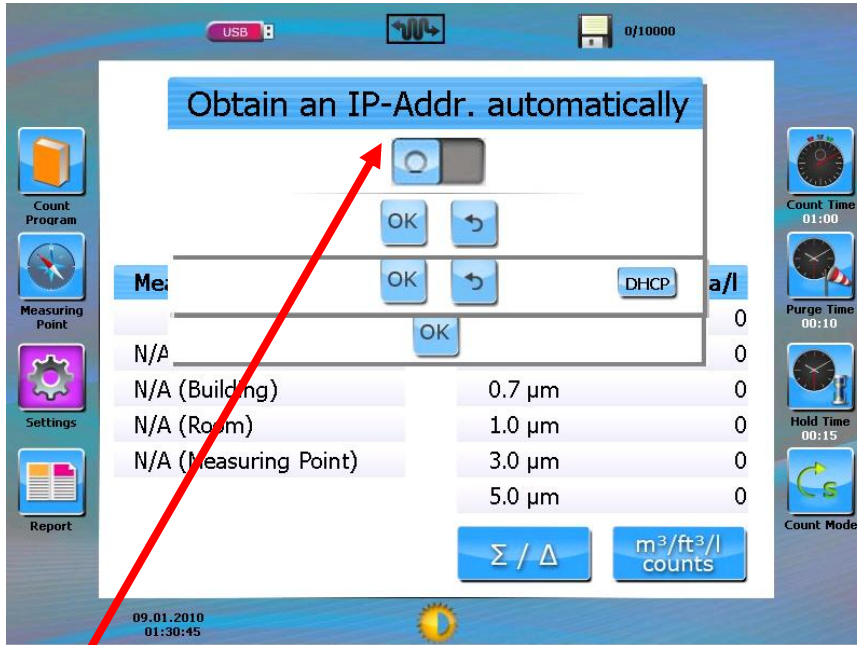 USB
0/10000
Obtain an IP-Addr. automatically
OK
OK
DHCP
OK
Count
Program
Measuring
Point
Settings
Report
Mea
a/l
0
N/A
0
N/A (Building)
0.7 µm
0
N/A (Room)
1.0 µm
0
N/A (Measuring Point)
3.0 µm
0
5.0 µm
0
Σ / Δ
m³/ft³/l
counts
Count Time
01:00
Purge Time
00:10
Hold Time
00:15
S
Count Mode
09.01.2010
01:30:45